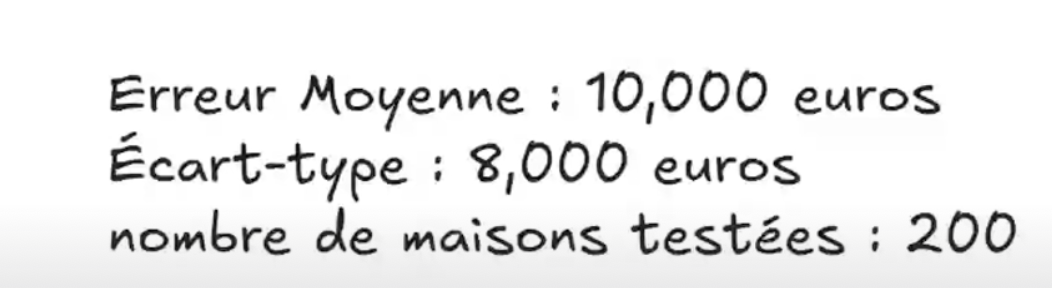 Erreur Moyenne : 10,000 euros
Écart-type : 8,000 euros
nombre de maisons testées : 200